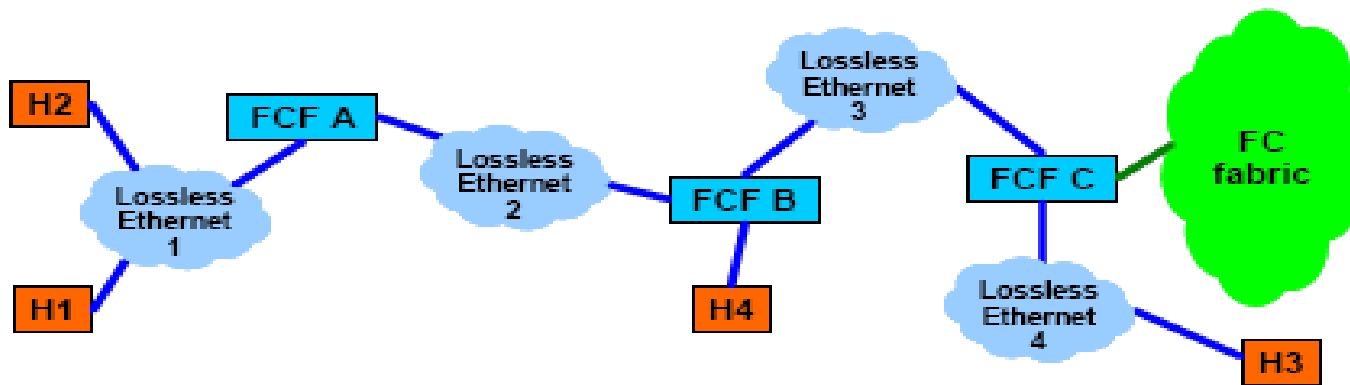 H2
FCF A
Lossless
Ethernet
1
H1
Lossless
Ethernet
2
FCF B
H4
Lossless
Ethernet
3
FCF C
FC
fabric
Lossless
Ethernet
4
H3